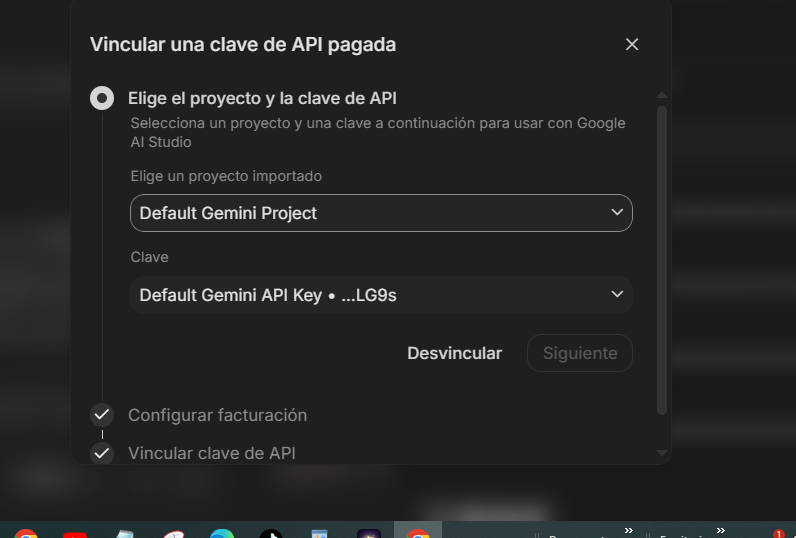 Vincular una clave de API pagada
Elige el proyecto y la clave de API
Selecciona un proyecto y una clave a continuación para usar con Google
AI Studio
Elige un proyecto importado
Default Gemini Project
Clave
Default Gemini API Key • ...LG9s
Desvincular
Siguiente
Configurar facturación
Vincular clave de API
1